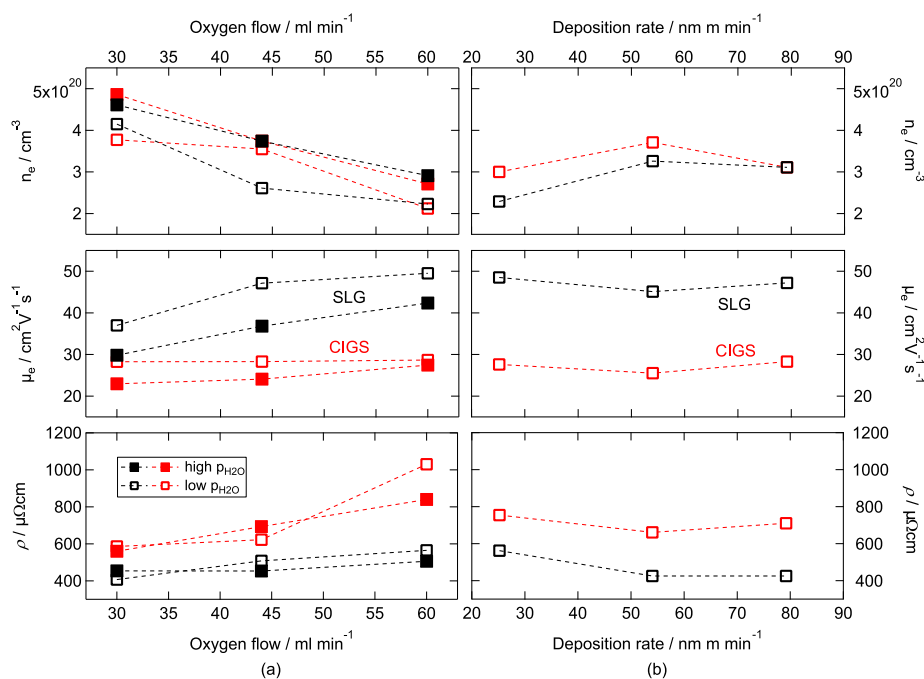 Oxygen flow / ml min⁻¹
Deposition rate / nm m min⁻¹
30 35 40 45 50 55 60
20 30 40 50 60 70 80 90
5x10²⁰
4
3
2
nₑ / cm⁻³
5x10²⁰
4
3
2
nₑ / cm⁻³
50
40
30
20
μₑ / cm²V⁻¹s⁻¹
SLG
CIGS
SLG
CIGS
50
40
30
20
μₑ / cm²V⁻¹s⁻¹
1200
1000
800
600
400
ρ / μΩcm
high p_H2O
low p_H2O
1200
1000
800
600
400
ρ / μΩcm
30 35 40 45 50 55 60
20 30 40 50 60 70 80 90
Oxygen flow / ml min⁻¹
Deposition rate / nm m min⁻¹
(a)
(b)